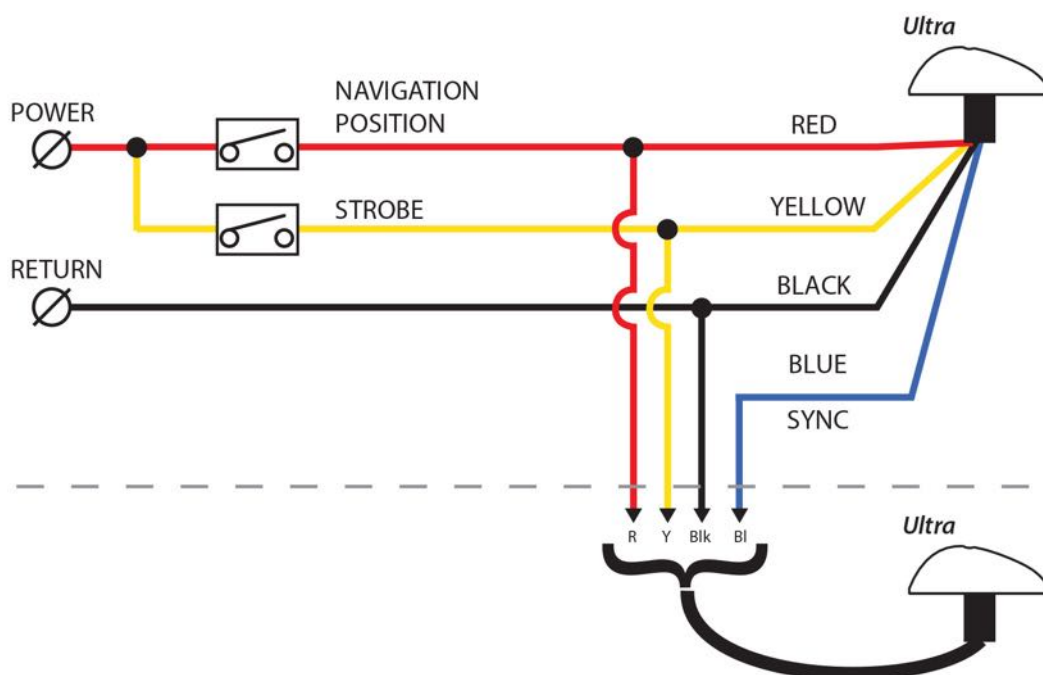 Ultra
NAVIGATION
POSITION
POWER
RED
STROBE
YELLOW
RETURN
BLACK
BLUE
SYNC
R Y Blk Bl
Ultra